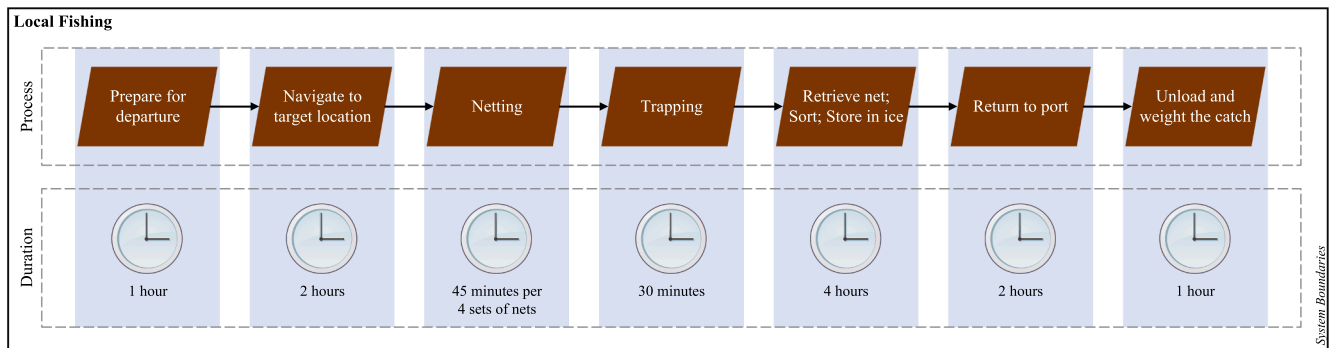 Local Fishing
Process
Prepare for
departure
Navigate to
target location
Netting
Trapping
Retrieve net;
Sort; Store in ice
Return to port
Unload and
weight the catch
Duration
1 hour
2 hours
45 minutes per
4 sets of nets
30 minutes
4 hours
2 hours
1 hour
System Boundaries